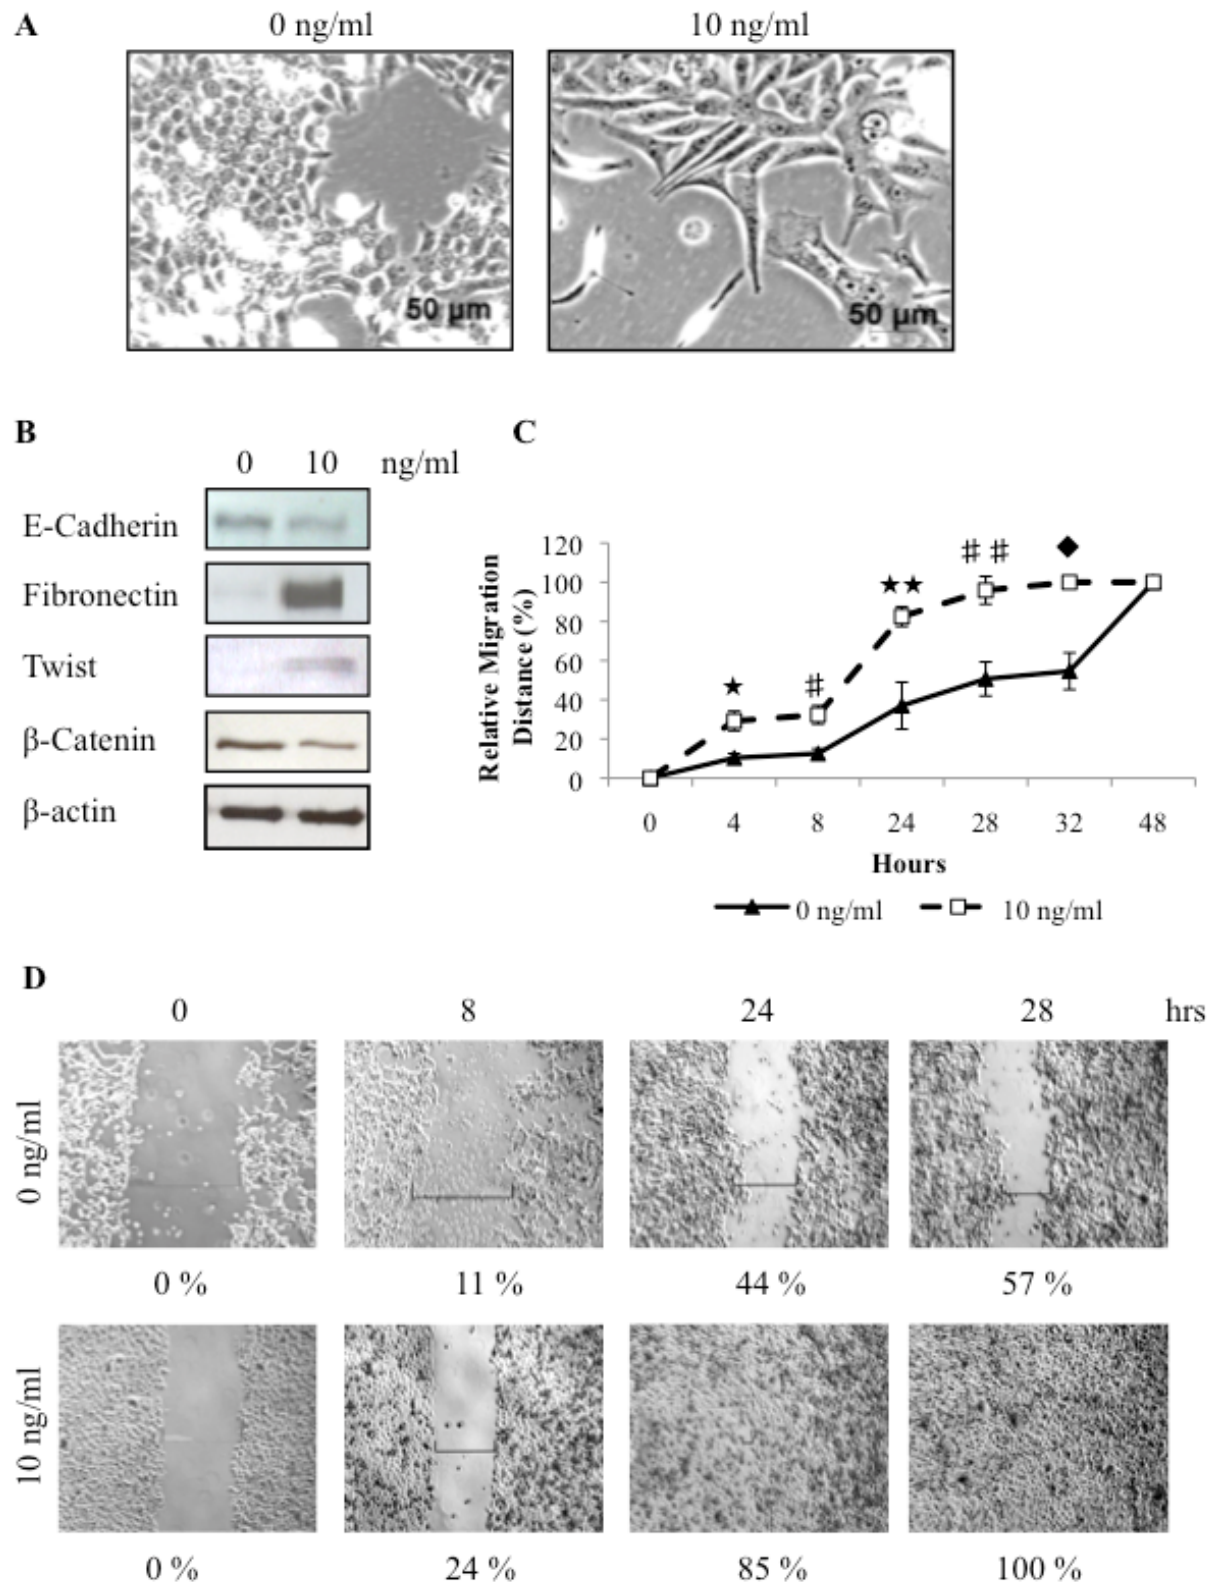 A
0 ng/ml
10 ng/ml
50 µm
50 µm
B
0 10 ng/ml
E-Cadherin
Fibronectin
Twist
β-Catenin
β-actin
C
Relative Migration
Distance (%)
120
100
80
60
40
20
0
★
♯
★★
♯♯
◆
0 4 8 24 28 32 48
Hours
0 ng/ml 10 ng/ml
D
0 8 24 28 hrs
0 ng/ml
0 % 11 % 44 % 57 %
10 ng/ml
0 % 24 % 85 % 100 %